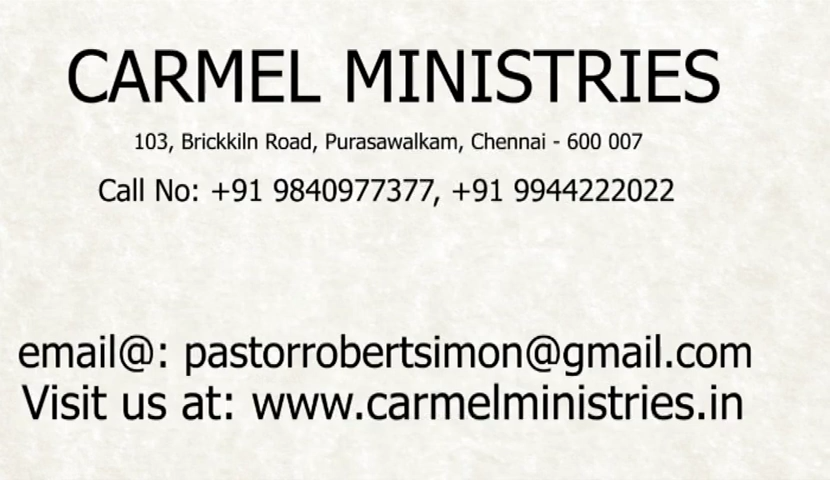 CARMEL MINISTRIES
103, Brickkiln Road, Purasawalkam, Chennai - 600 007
Call No: +91 9840977377, +91 9944222022
email@: pastorrobertsimon@gmail.com
Visit us at: www.carmelministries.in